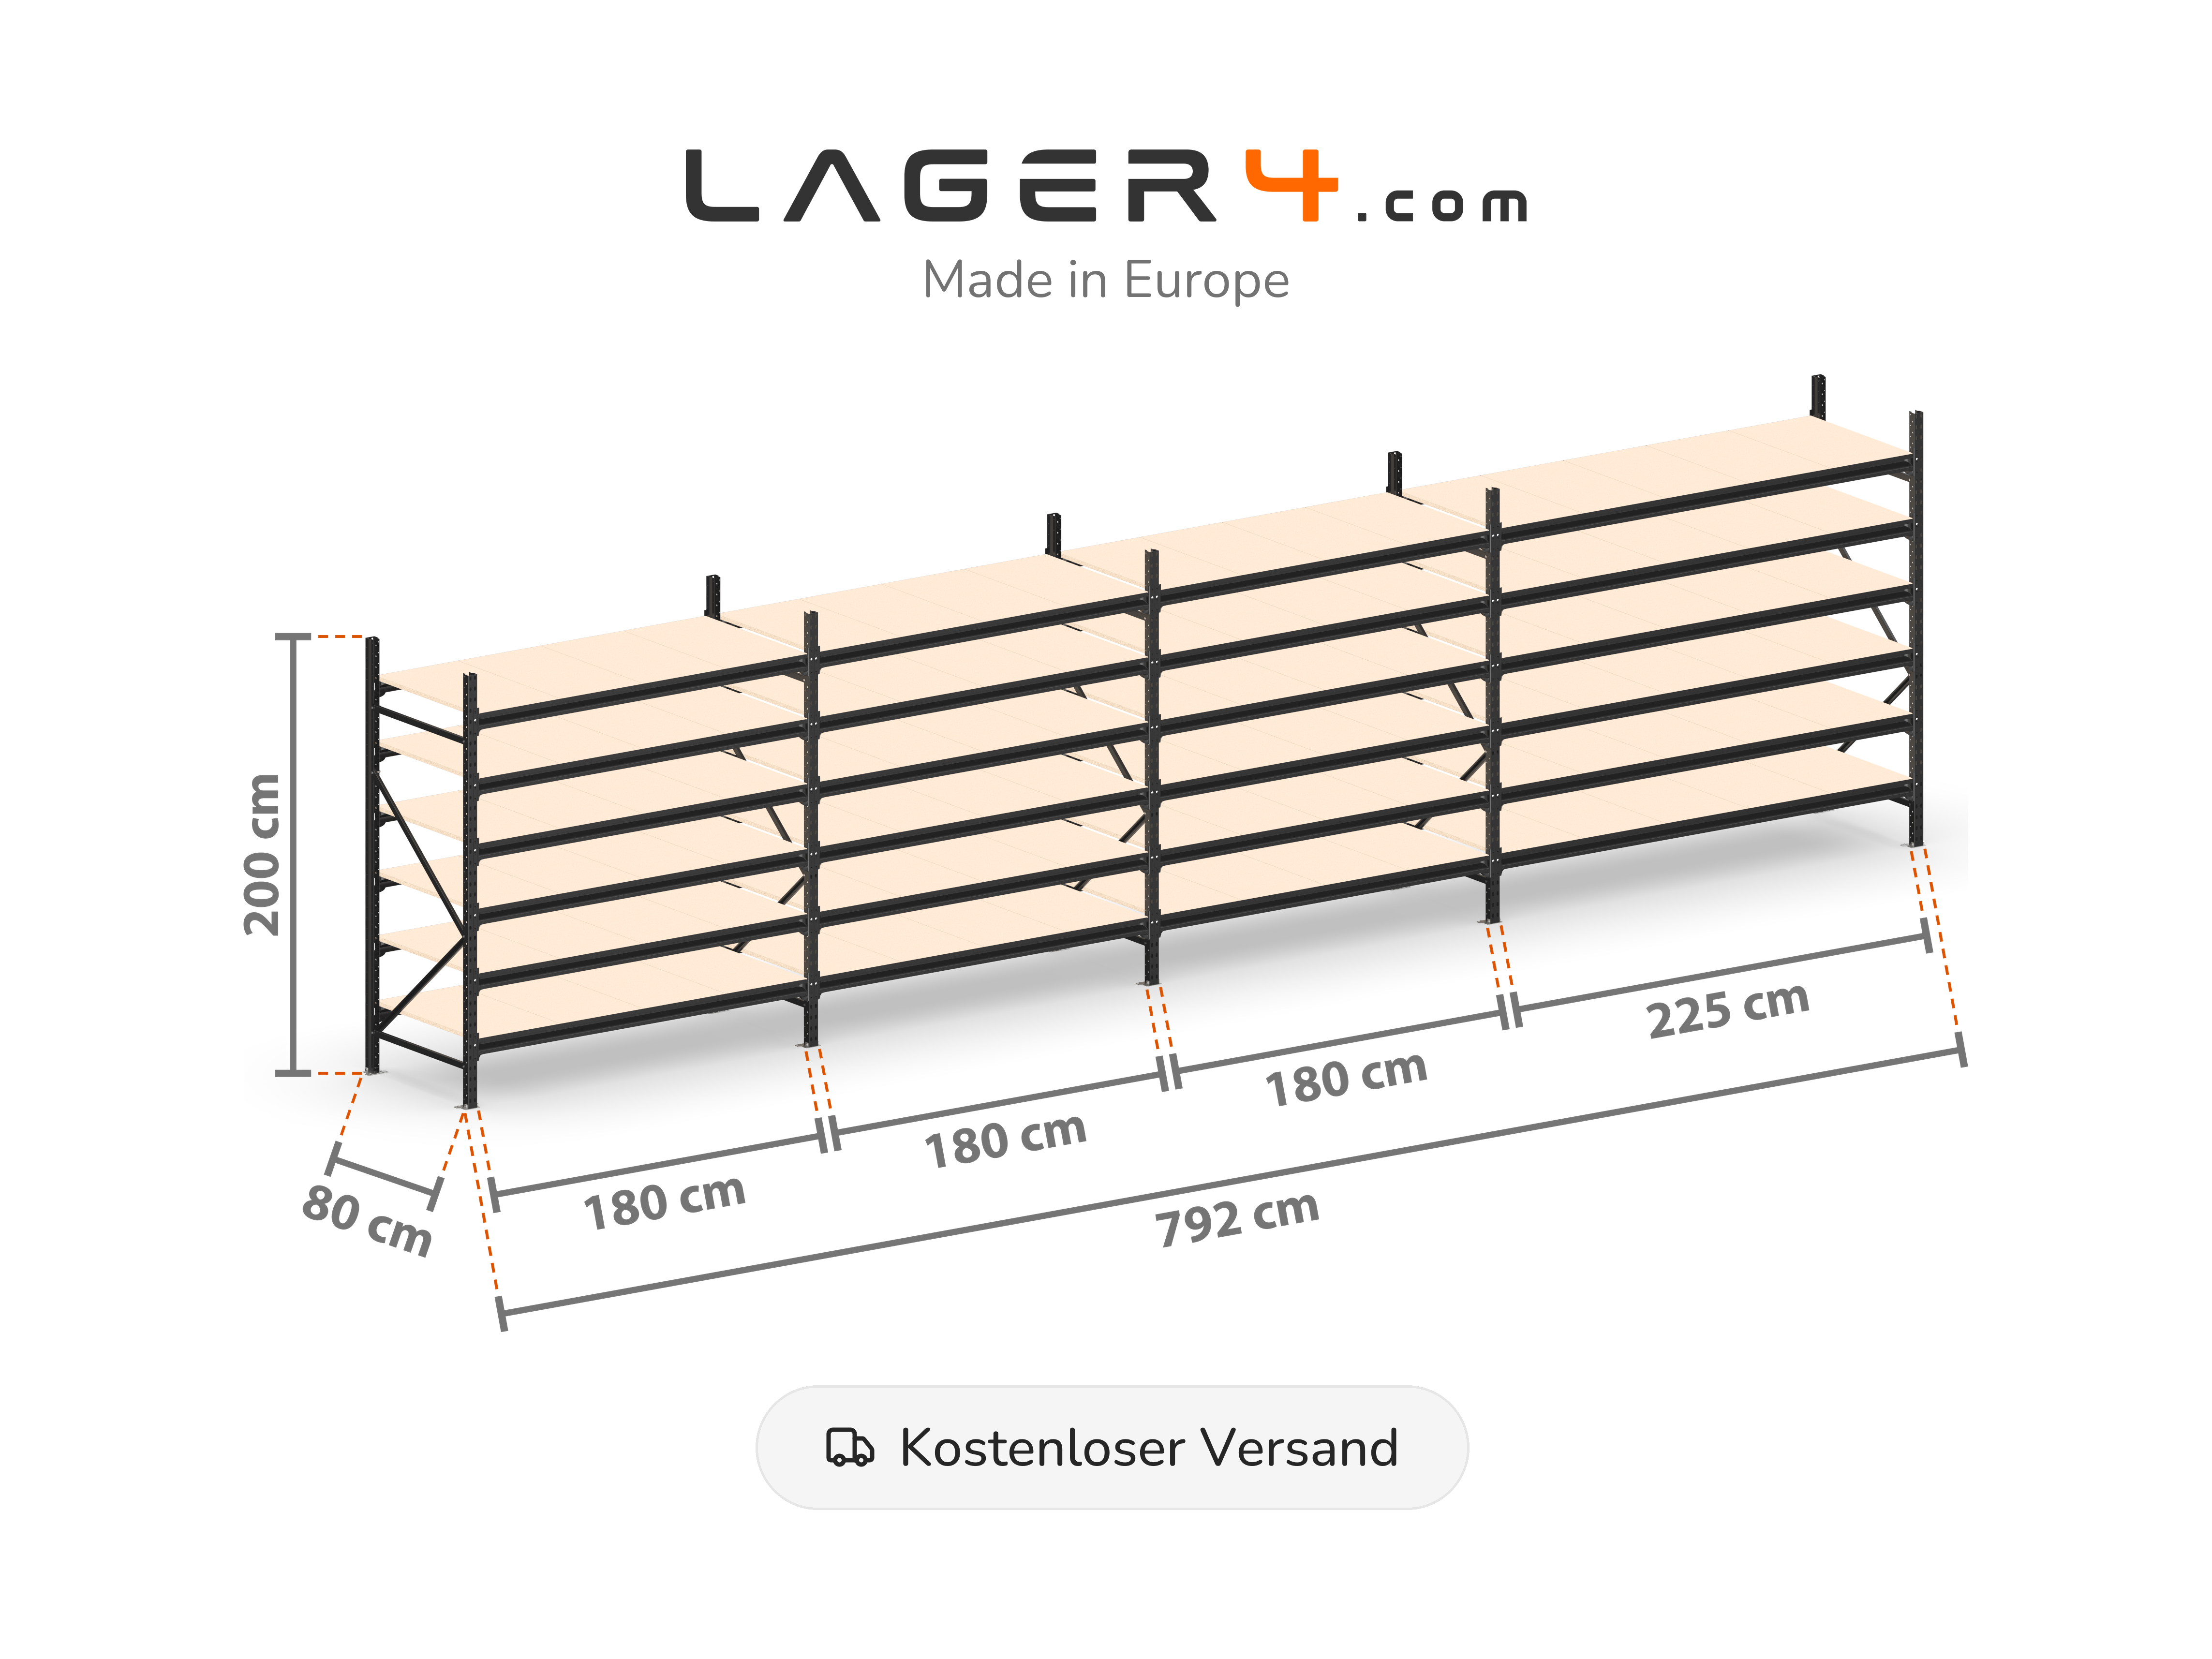 LAGER4.com
Made in Europe
200 cm
80 cm
180 cm
180 cm
180 cm
225 cm
792 cm
Kostenloser Versand